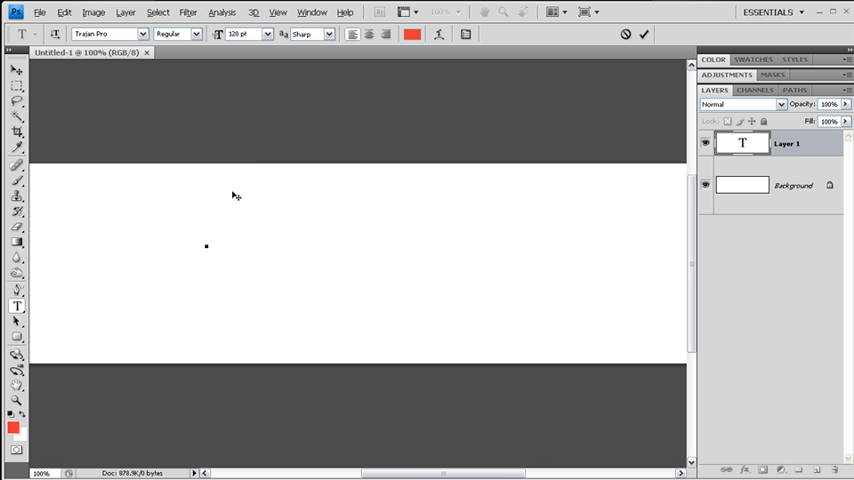 Ps File Edit Image Layer Select Filter Analysis 3D View Window Help Br 100% ESSENTIALS
T Trajan Pro Regular T 120 pt aa Sharp
Untitled-1 @ 100% (RGB/8) ×
COLOR SWATCHES STYLES
ADJUSTMENTS MASKS
LAYERS CHANNELS PATHS
Normal Opacity: 100%
Lock: Fill: 100%
T Layer 1
Background
T
100% Doc: 878.9K/0 bytes